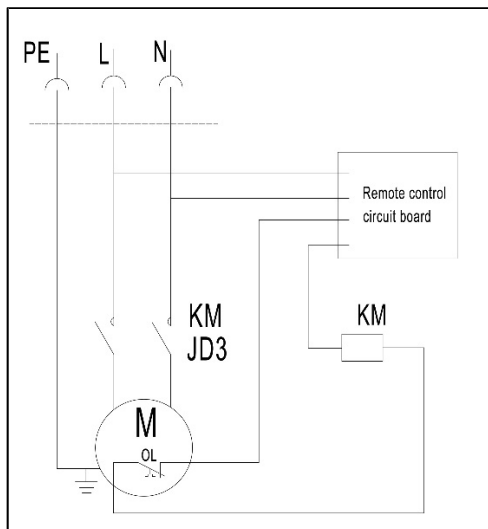 PE L N
Remote control
circuit board
KM
JD3
KM
M
OL